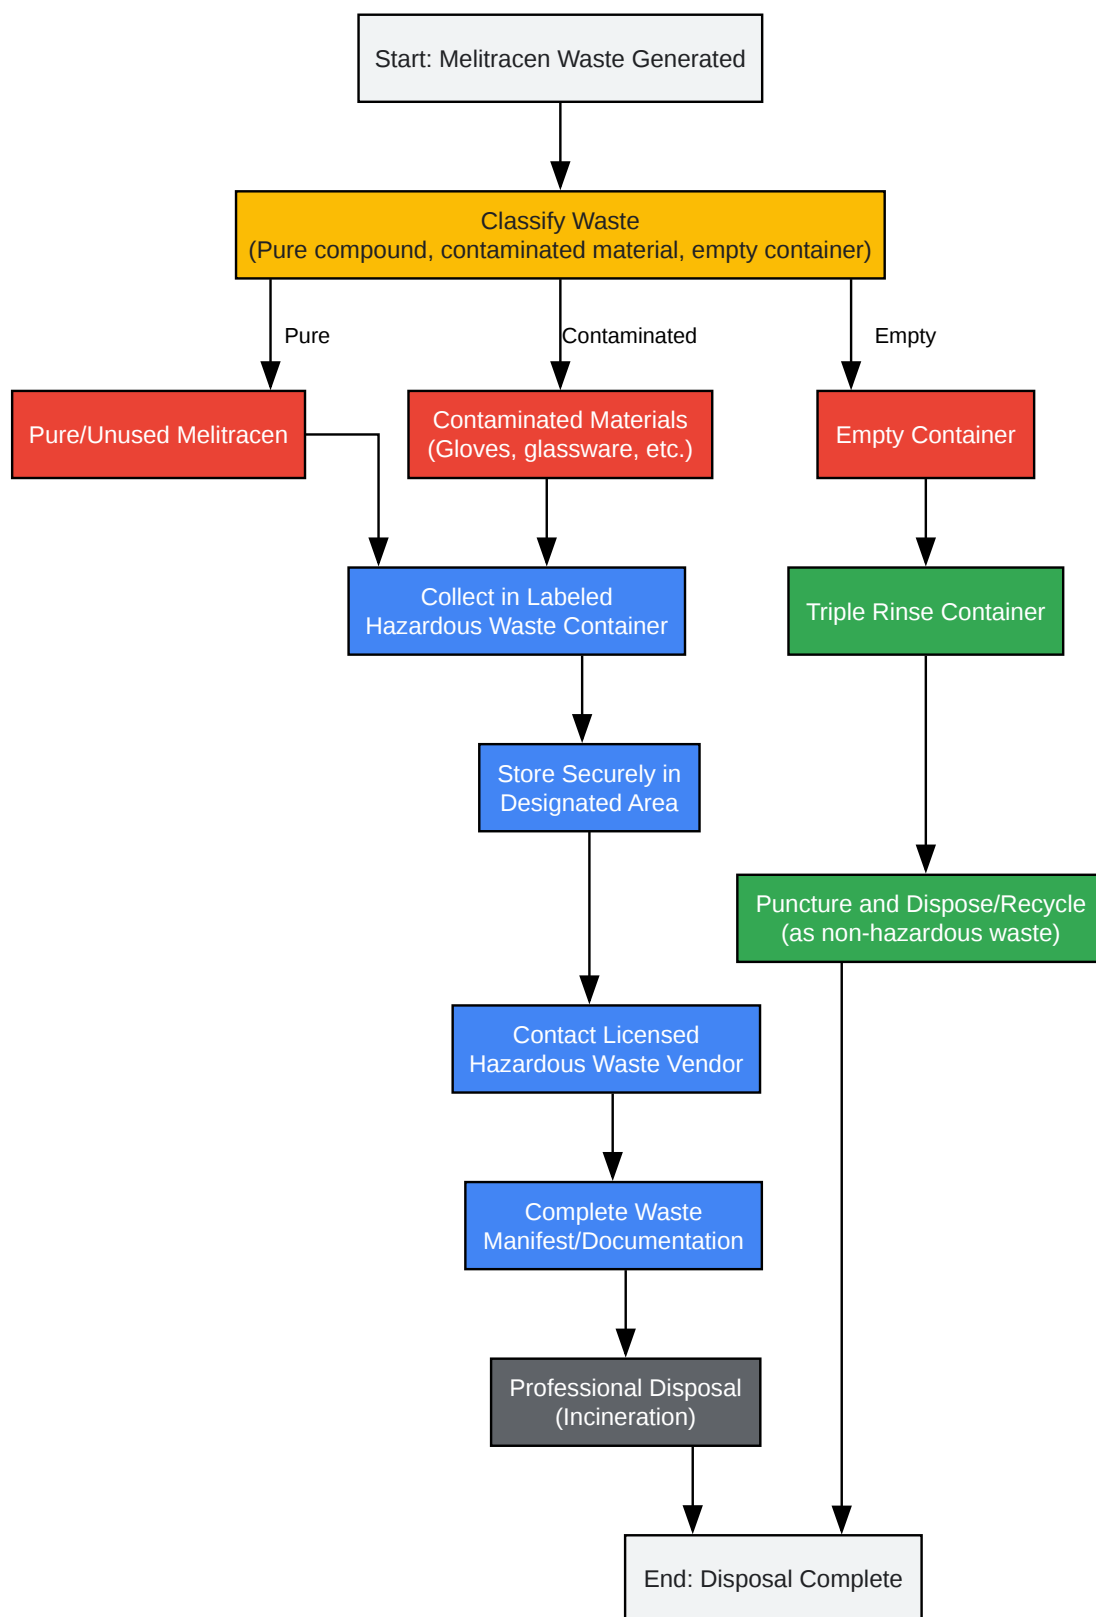 Start: Melitracen Waste Generated
Classify Waste
(Pure compound, contaminated material, empty container)
Pure
Contaminated
Empty
Pure/Unused Melitracen
Contaminated Materials
(Gloves, glassware, etc.)
Empty Container
Collect in Labeled
Hazardous Waste Container
Triple Rinse Container
Store Securely in
Designated Area
Puncture and Dispose/Recycle
(as non-hazardous waste)
Contact Licensed
Hazardous Waste Vendor
Complete Waste
Manifest/Documentation
Professional Disposal
(Incineration)
End: Disposal Complete